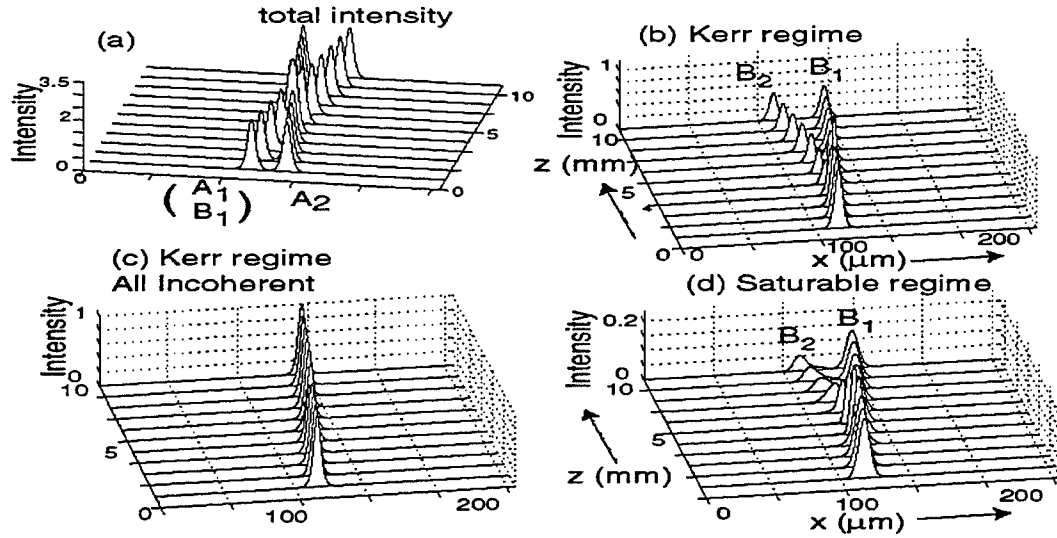 total intensity
(a)
Intensity
3.5
2
0
0
10
5
0
( A1 B1 )
A2
(b) Kerr regime
Intensity
1
0
B2
B1
10
z (mm)
5
0
0
100
200
x (μm)
(c) Kerr regime
All Incoherent
Intensity
1
0
10
5
0
0
100
200
(d) Saturable regime
Intensity
0.2
0
B2
B1
10
5
z (mm)
0
0
100
200
x (μm)